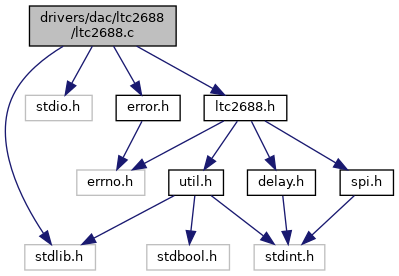 drivers/dac/ltc2688
/ltc2688.c
stdio.h
error.h
ltc2688.h
errno.h
util.h
delay.h
spi.h
stdlib.h
stdbool.h
stdint.h